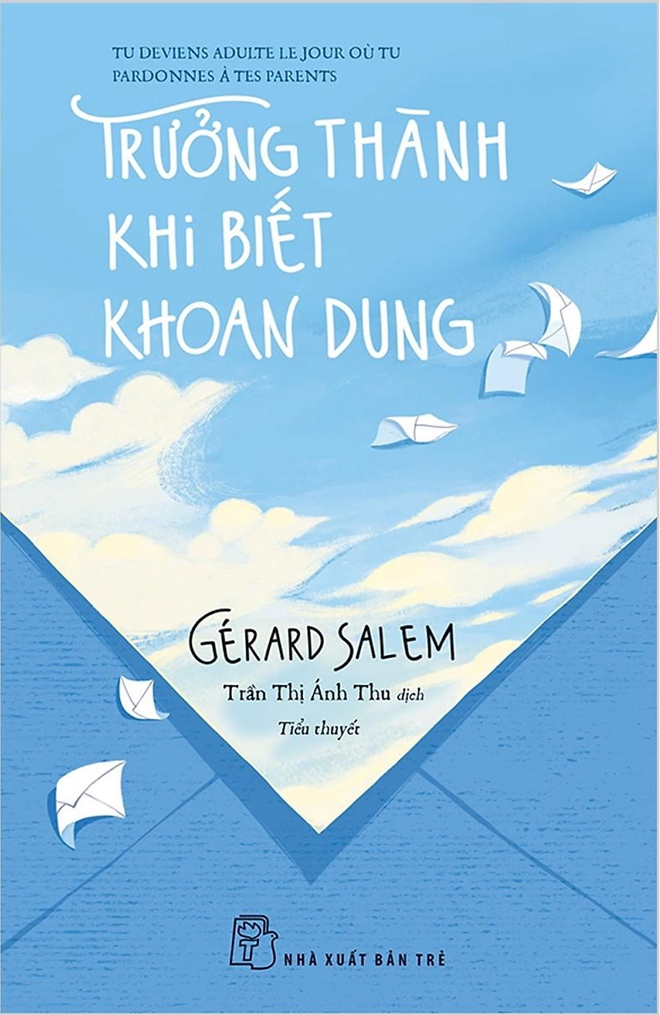 TU DEVIENS ADULTE LE JOUR OÙ TU
PARDONNES À TES PARENTS
TRƯỞNG THÀNH
KHI BIẾT
KHOAN DUNG
GÉRARD SALEM
Trần Thị Ánh Thu dịch
Tiểu thuyết
T
NHÀ XUẤT BẢN TRẺ